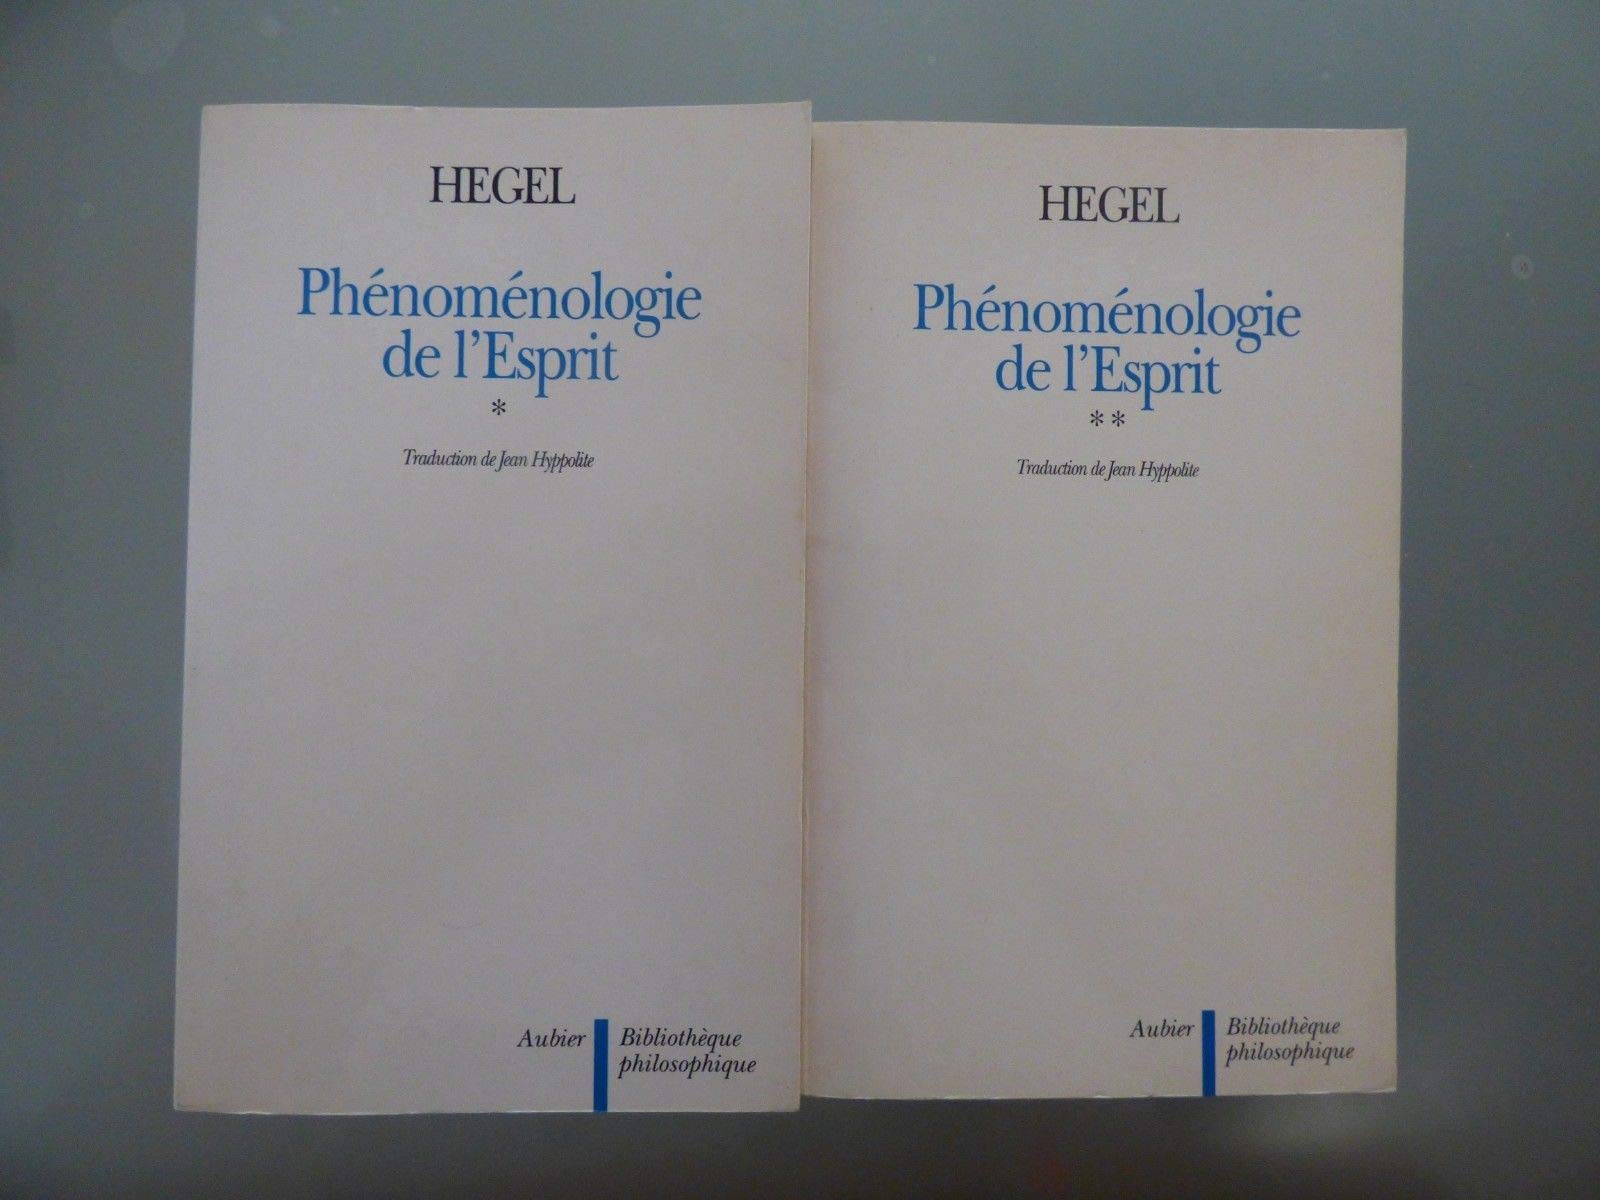 HEGEL
Phénoménologie
de l'Esprit
*
Traduction de Jean Hyppolite
Aubier
Bibliothèque
philosophique
HEGEL
Phénoménologie
de l'Esprit
**
Traduction de Jean Hyppolite
Aubier
Bibliothèque
philosophique